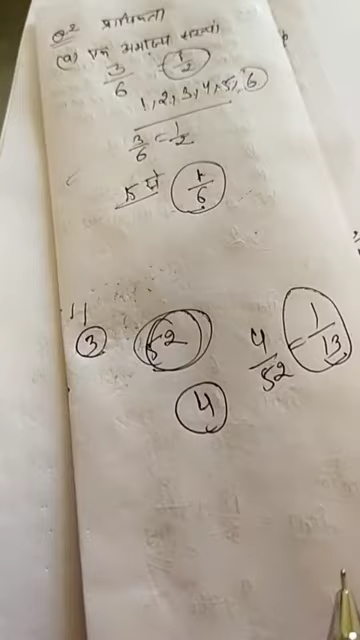 Q.2 प्रायिकता
(a) एक अभाज्य संख्या
3/6 = 1/2
1, 2, 3, 4, 5, 6
3/6 = 1/2
5 से 1/6
3 52 4/52 = 1/13
4